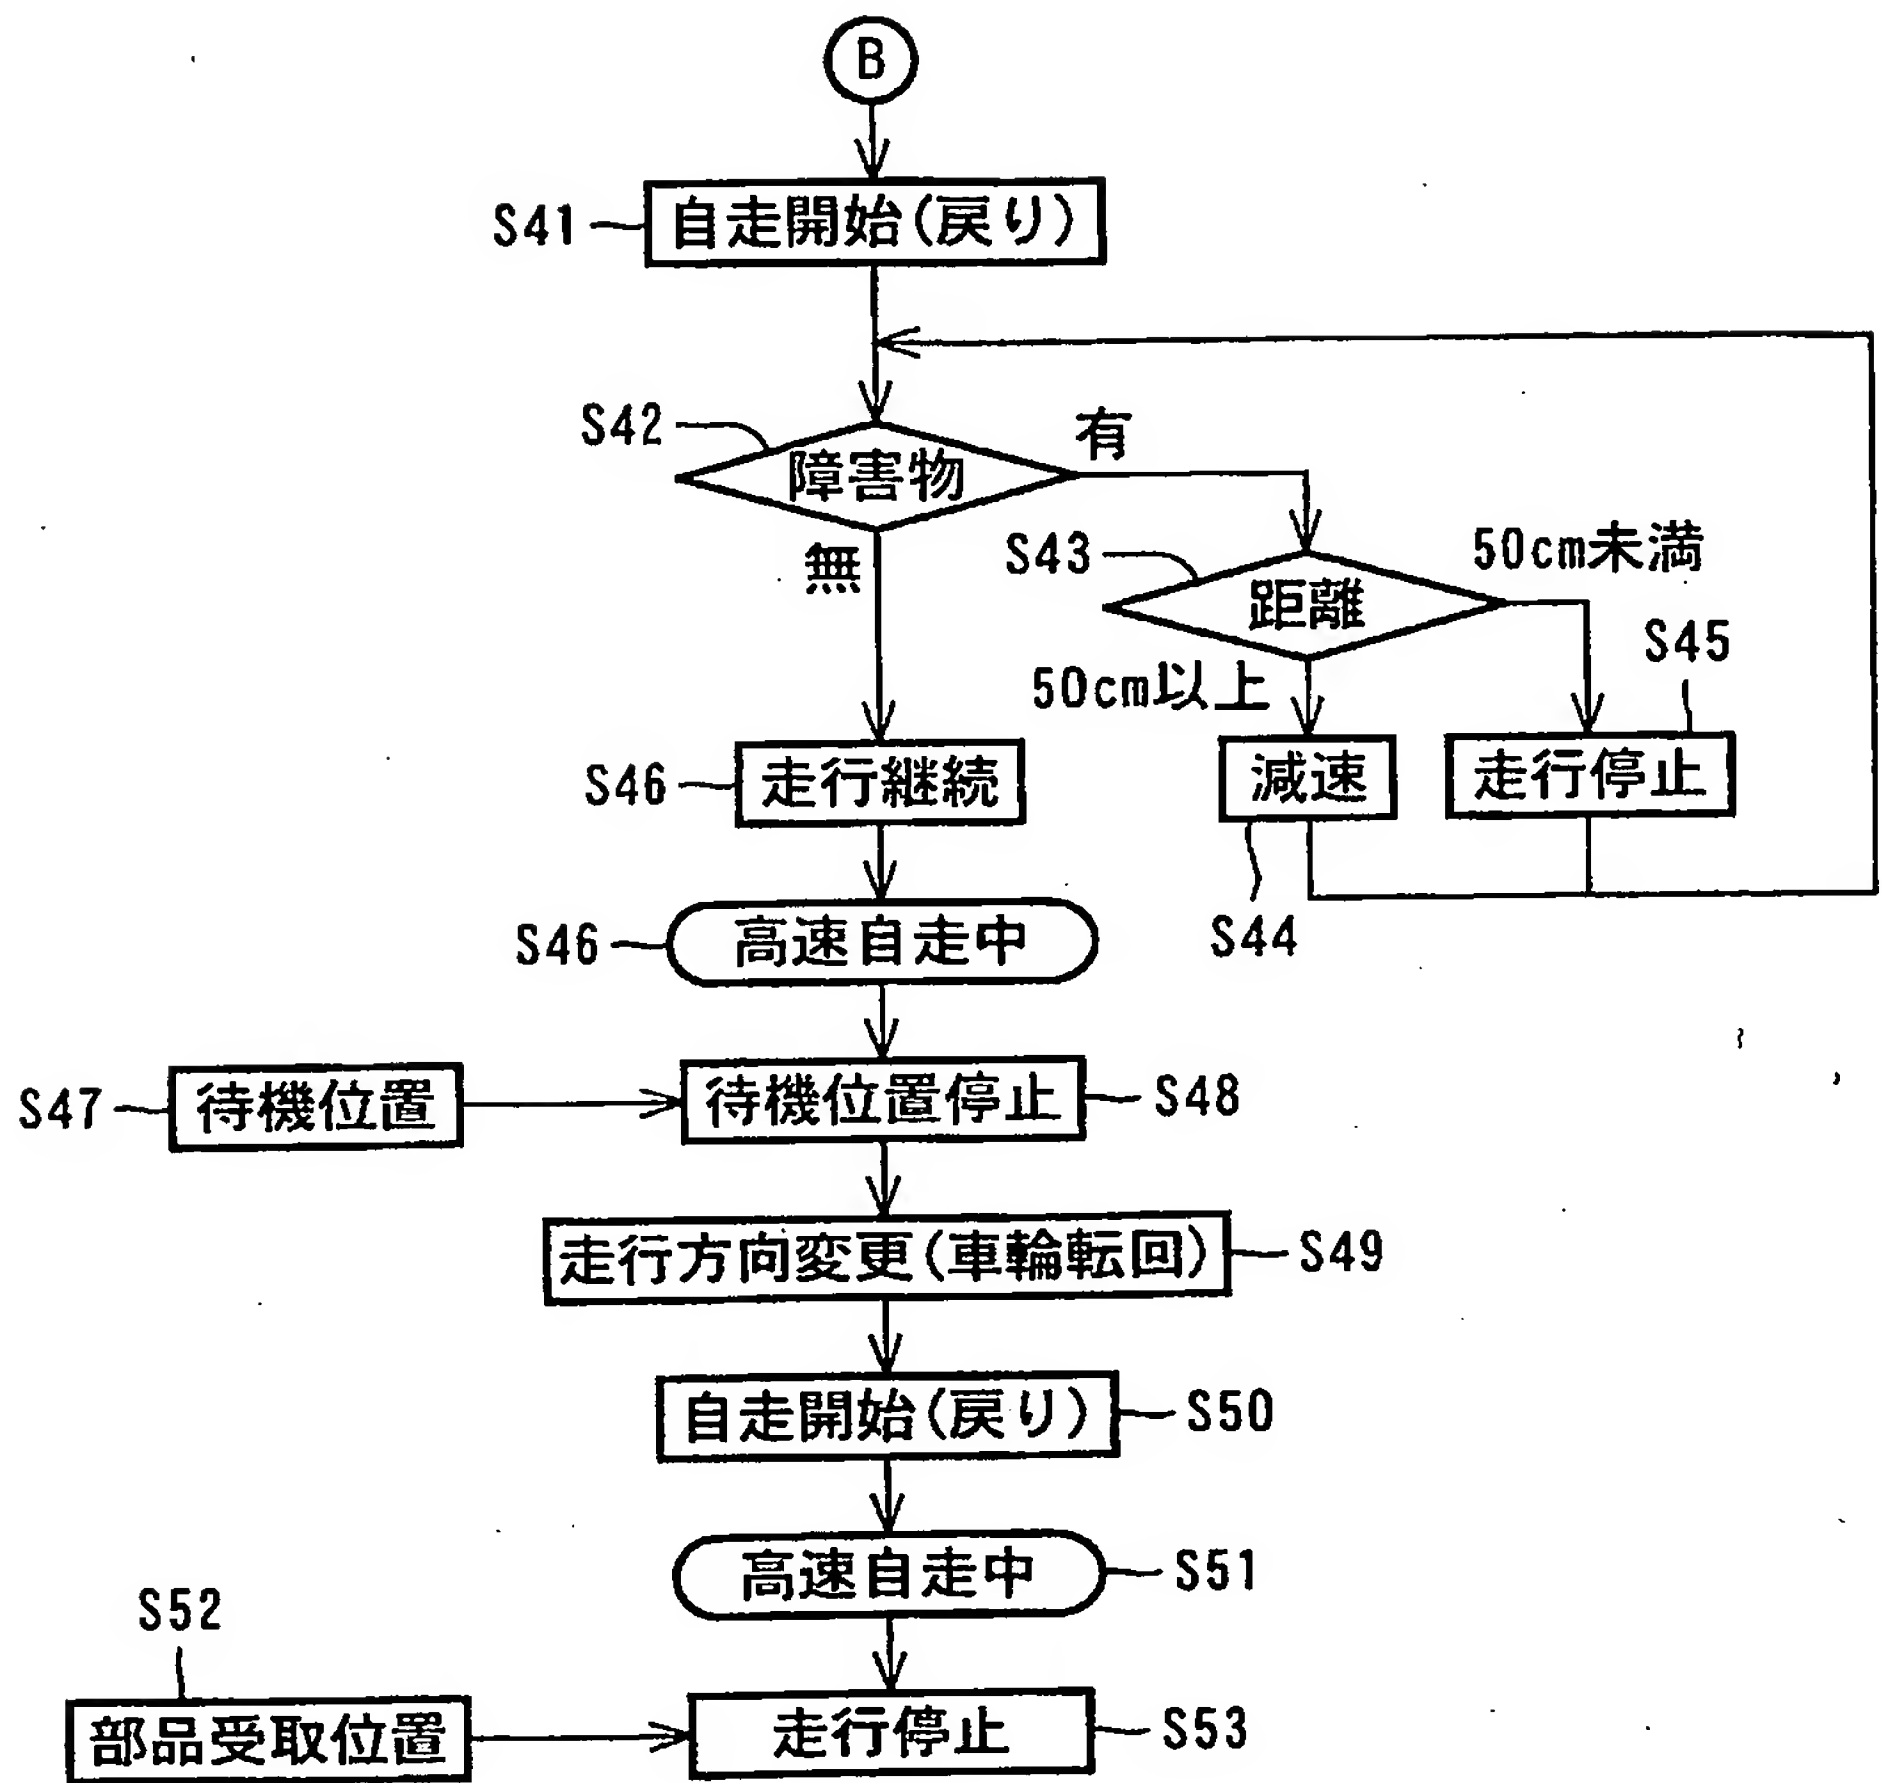 B
S41
自走開始(戻り)
S42
障害物
有
無
S43
距離
50cm未満
50cm以上
S45
S46
走行継続
減速
走行停止
S44
S46
高速自走中
S47
待機位置
待機位置停止
S48
走行方向変更(車輪転回)
S49
自走開始(戻り)
S50
高速自走中
S51
S52
部品受取位置
走行停止
S53